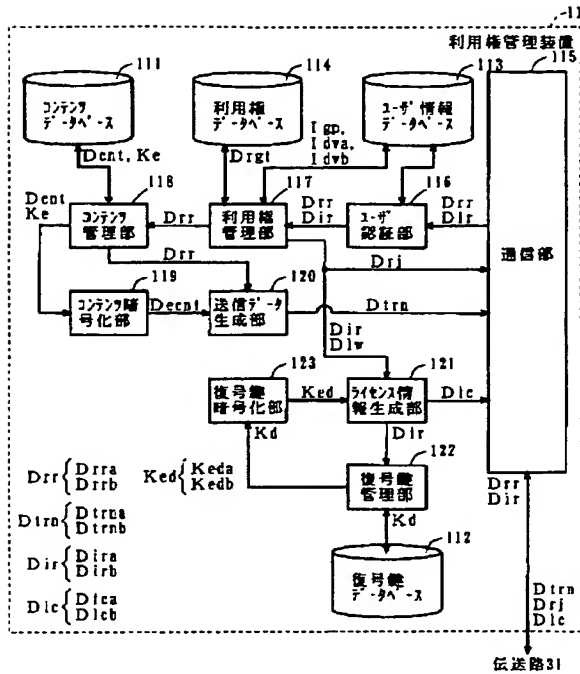 11
利用権管理装置
115
111
114
113
コンテンツ
データベース
利用権
データベース
ユーザ情報
データベース
Igp,
Idva,
Idvb
Dcnt, Ke
Drgt
118
117
116
Dcnt
Ke
コンテンツ
管理部
Drr
利用権
管理部
Drr
Dir
ユーザ
認証部
Drr
Dir
通信部
Drr
Drj
119
120
コンテンツ暗
号化部
Decnt
送信データ
生成部
Dtrn
Dir
Dlw
123
121
復号鍵
暗号化部
Ked
ライセンス情
報生成部
Dlc
Kd
Dir
122
復号鍵
管理部
Kd
112
復号鍵
データベース
Drr { Drra
Drrb
Ked { Keda
Kedb
Dtrn { Dtrna
Dtrnb
Dir { Dira
Dirb
Dlc { Dlca
Dlcb
Drr
Dir
Dtrn
Drj
Dlc
伝送路31